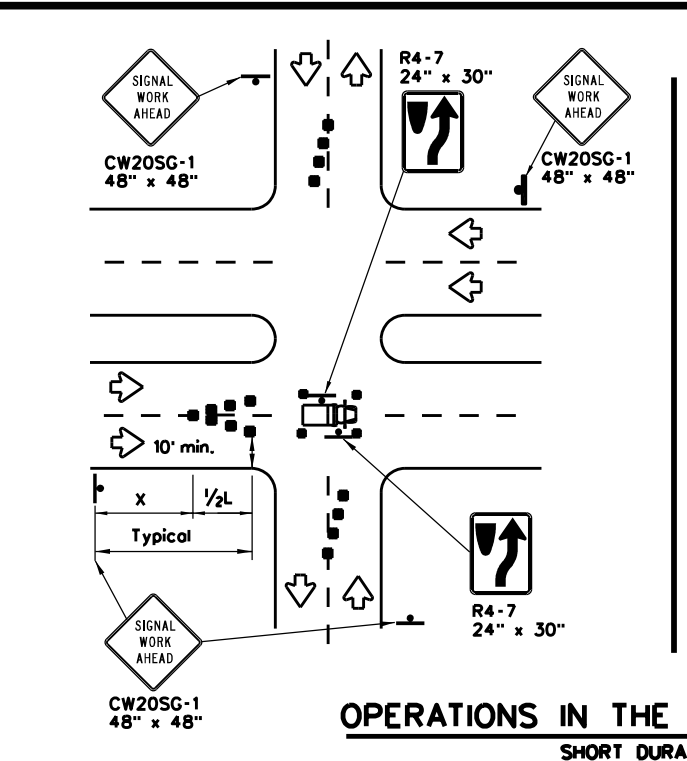 SIGNAL
WORK
AHEAD
CW20SG-1
48" x 48"
R4-7
24" x 30"
SIGNAL
WORK
AHEAD
CW20SG-1
48" x 48"
10' min.
X
1/2L
Typical
SIGNAL
WORK
AHEAD
CW20SG-1
48" x 48"
R4-7
24" x 30"
OPERATIONS IN THE
SHORT DURA